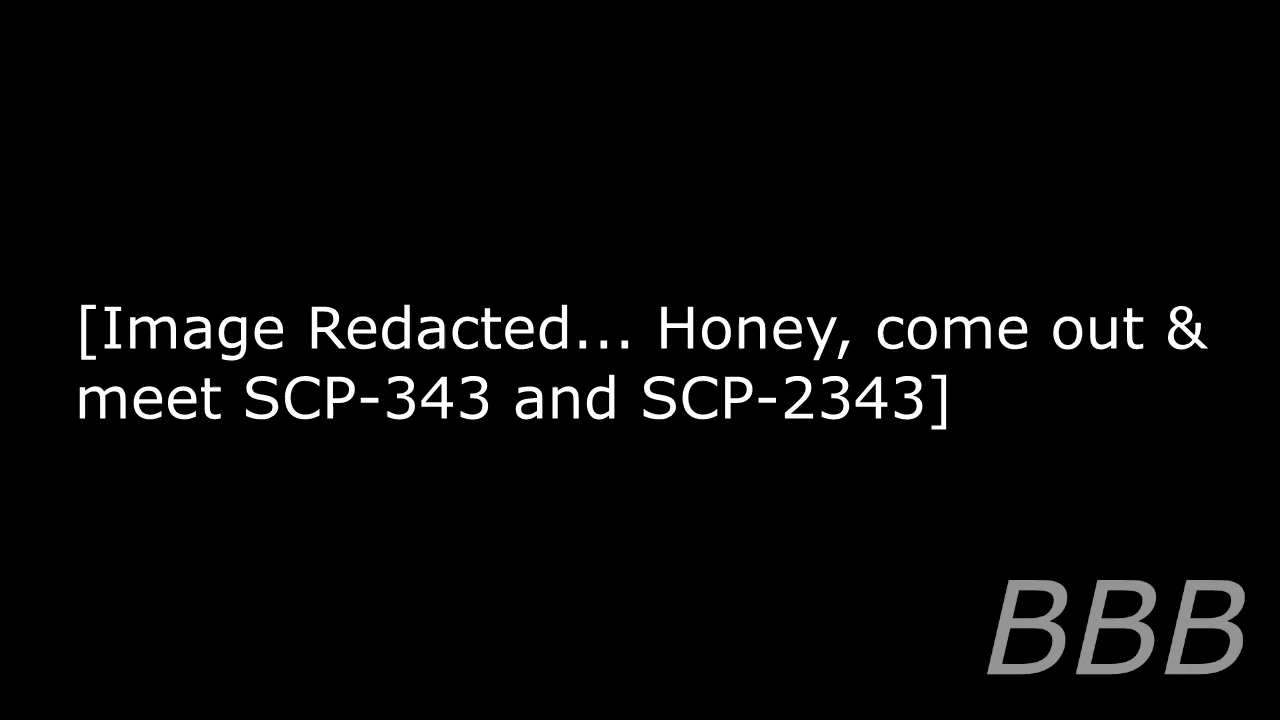 [Image Redacted... Honey, come out &
meet SCP-343 and SCP-2343]
BBB